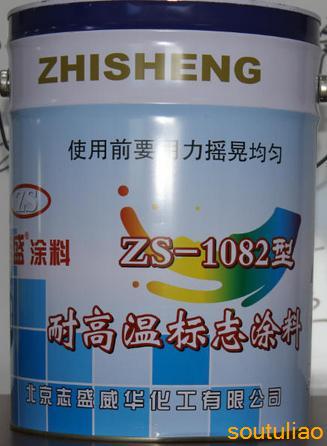 ZHISHENG
使用前要用力摇晃均匀
ZS
盛®涂料
ZS-1082型
耐高温标志涂料
北京志盛威华化工有限公司
soutuliao